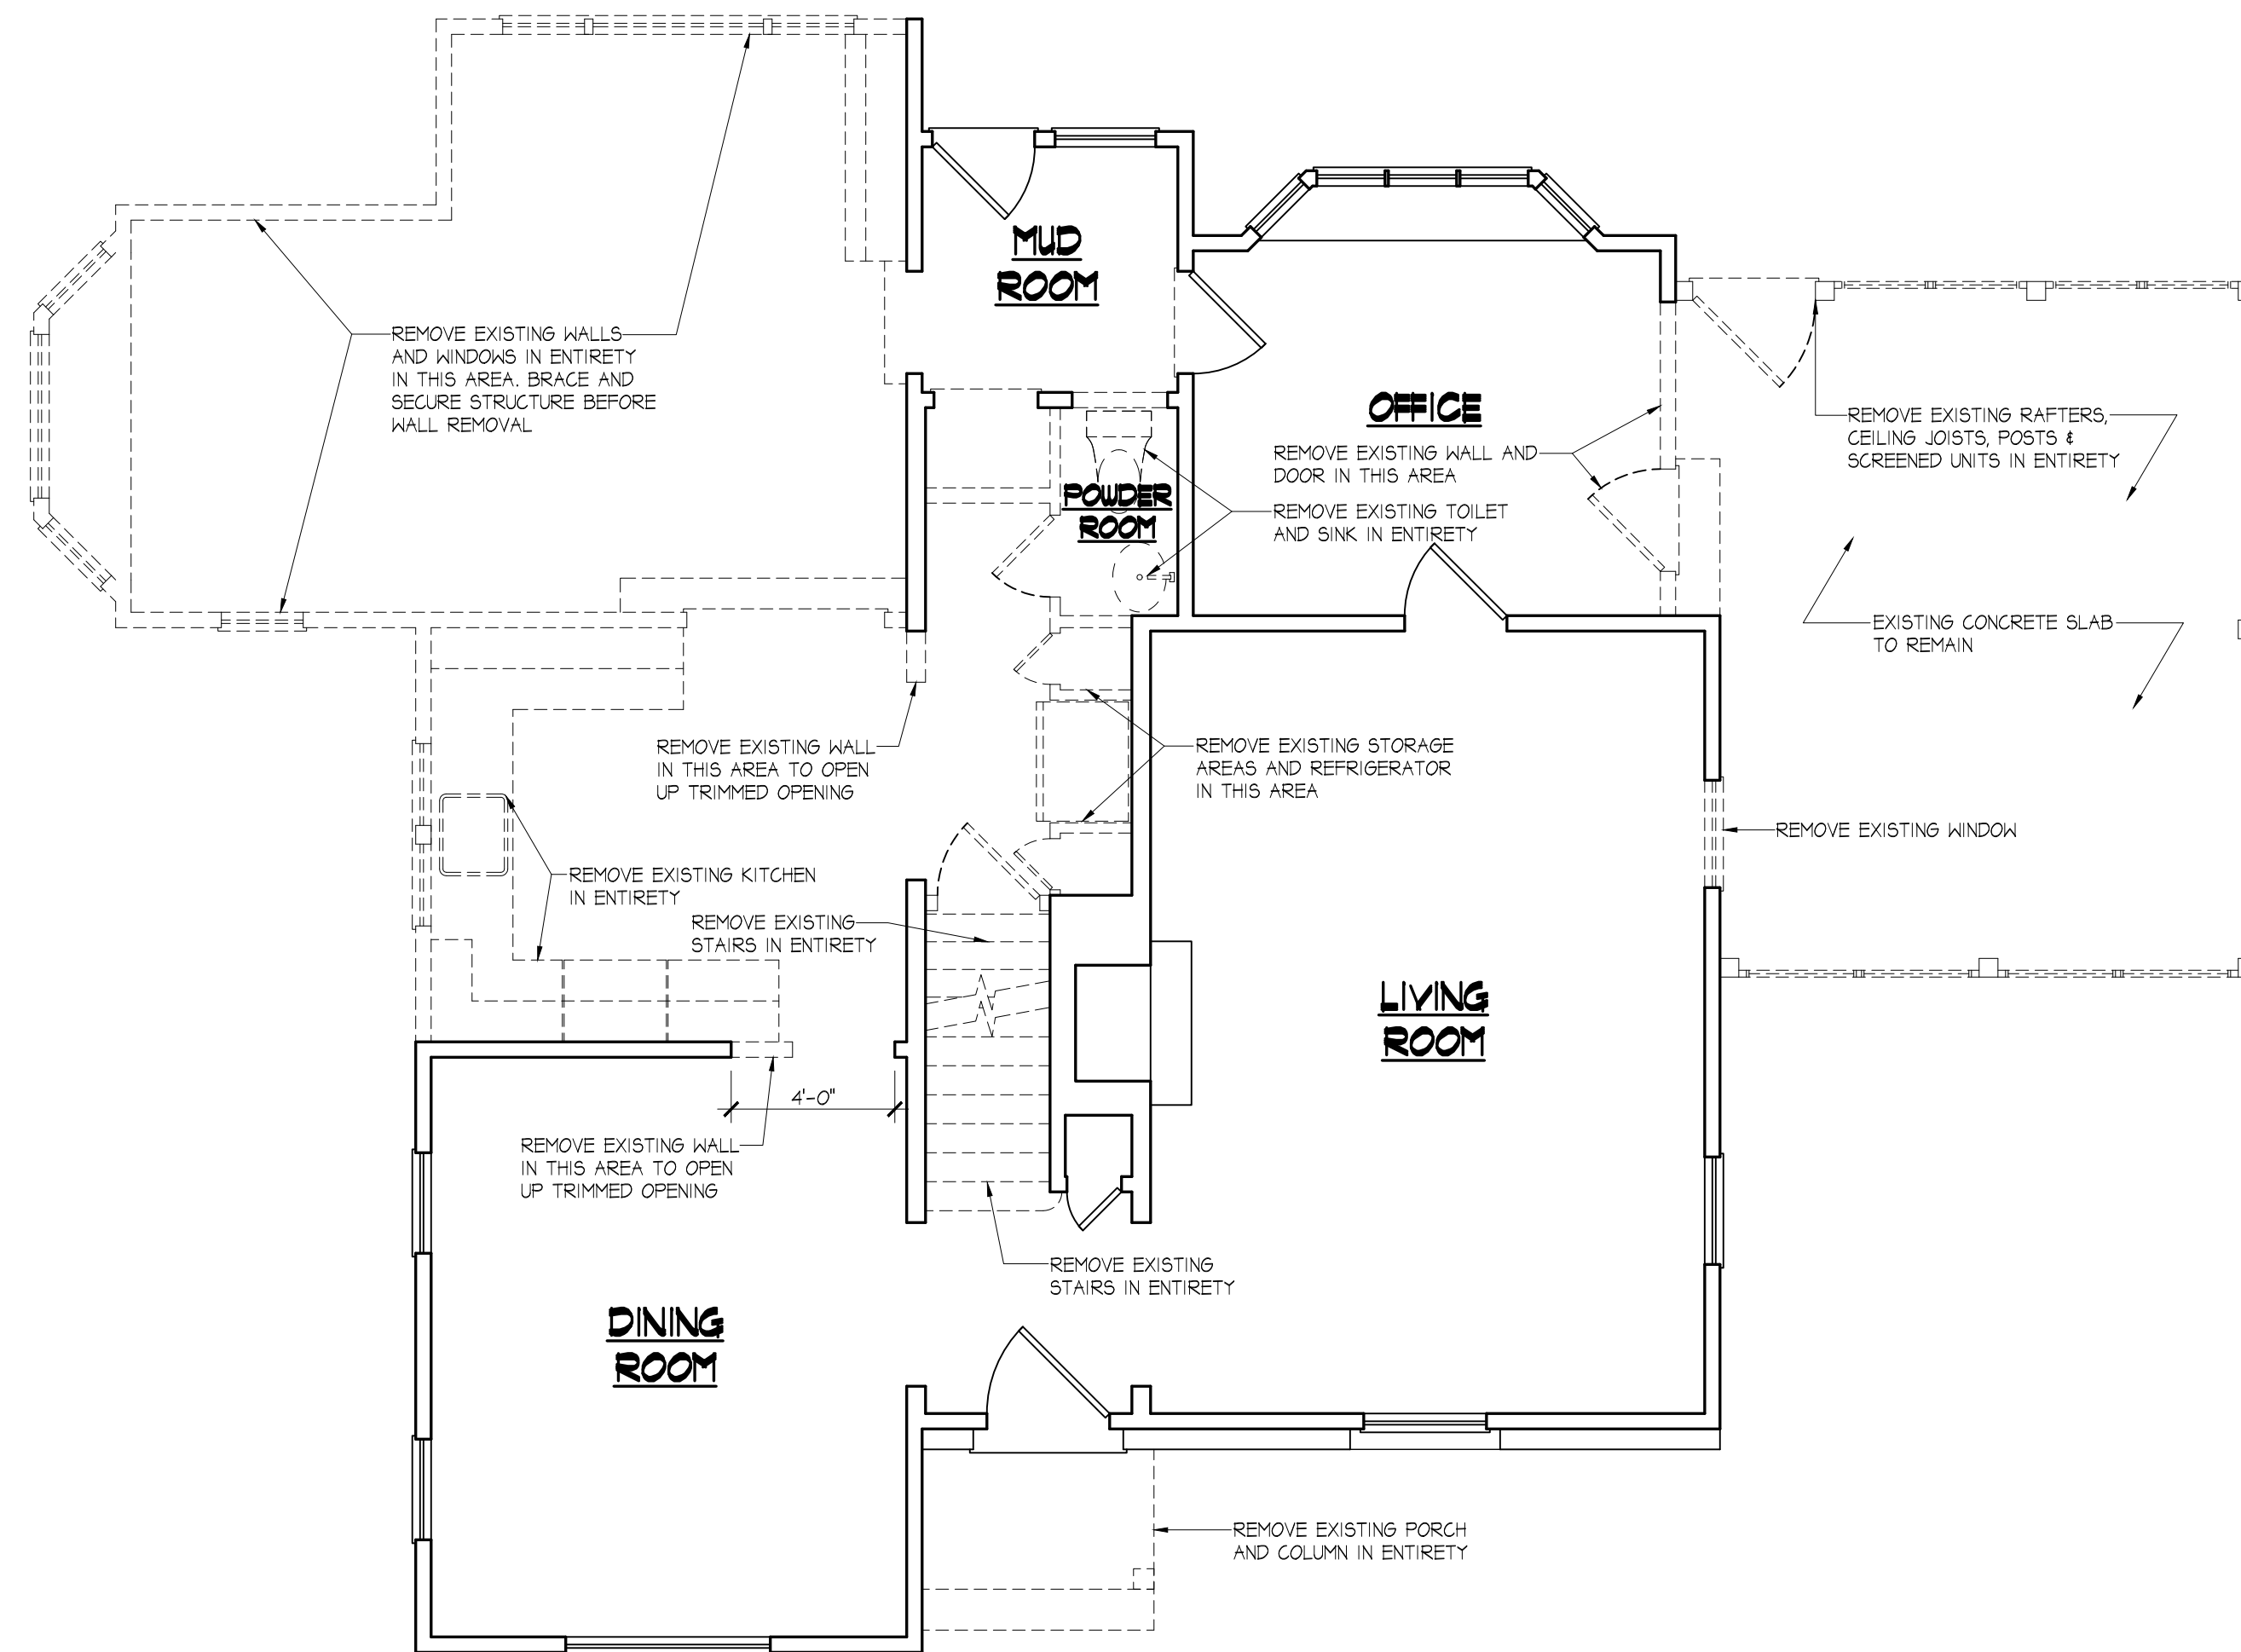 MUD
ROOM
REMOVE EXISTING WALLS
AND WINDOWS IN ENTIRETY
IN THIS AREA. BRACE AND
SECURE STRUCTURE BEFORE
WALL REMOVAL
OFFICE
REMOVE EXISTING WALL AND
DOOR IN THIS AREA
REMOVE EXISTING RAFTERS,
CEILING JOISTS, POSTS &
SCREENED UNITS IN ENTIRETY
POWDER
ROOM
REMOVE EXISTING TOILET
AND SINK IN ENTIRETY
EXISTING CONCRETE SLAB
TO REMAIN
REMOVE EXISTING WALL
IN THIS AREA TO OPEN
UP TRIMMED OPENING
REMOVE EXISTING STORAGE
AREAS AND REFRIGERATOR
IN THIS AREA
REMOVE EXISTING WINDOW
REMOVE EXISTING KITCHEN
IN ENTIRETY
REMOVE EXISTING
STAIRS IN ENTIRETY
LIVING
ROOM
4'-0"
REMOVE EXISTING WALL
IN THIS AREA TO OPEN
UP TRIMMED OPENING
REMOVE EXISTING
STAIRS IN ENTIRETY
DINING
ROOM
REMOVE EXISTING PORCH
AND COLUMN IN ENTIRETY